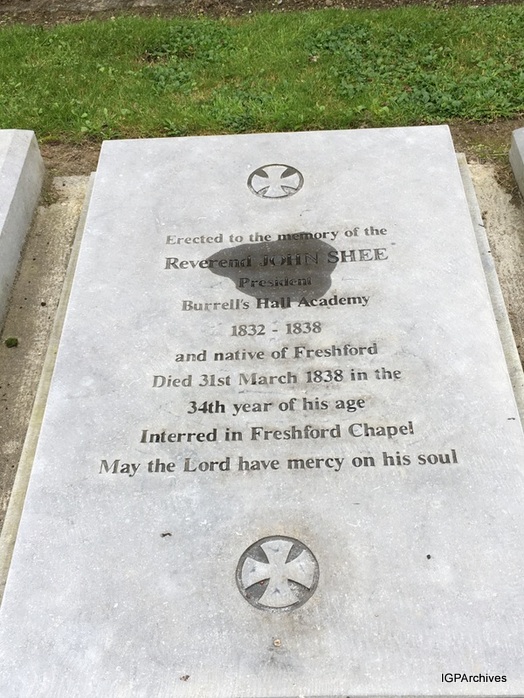 Erected to the memory of the
Reverend JOHN SHEE
President
Burrell's Hall Academy
1832 - 1838
and native of Freshford
Died 31st March 1838 in the
34th year of his age
Interred in Freshford Chapel
May the Lord have mercy on his soul
IGPArchives